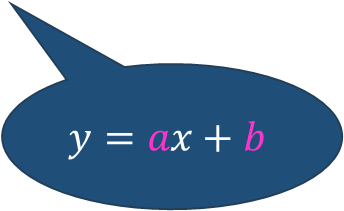 y = ax + b